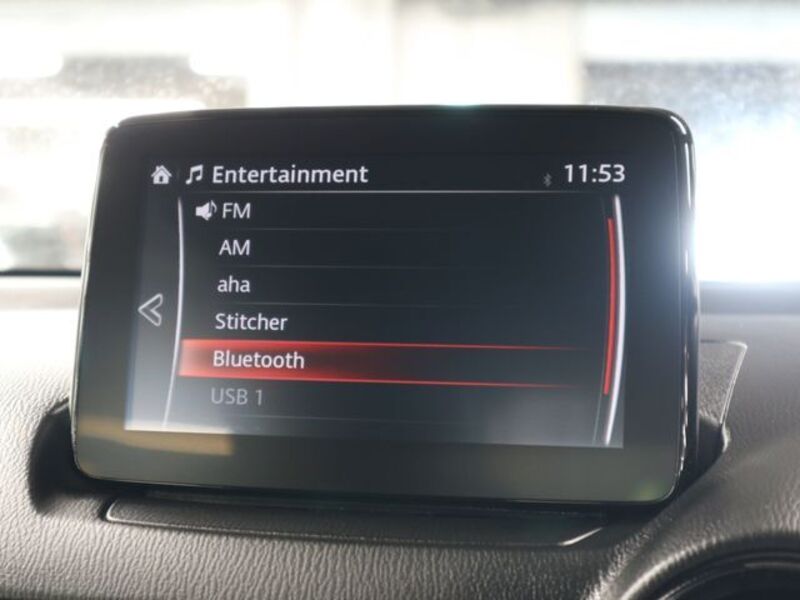 Entertainment 11:53
FM
AM
aha
Stitcher
Bluetooth
USB 1